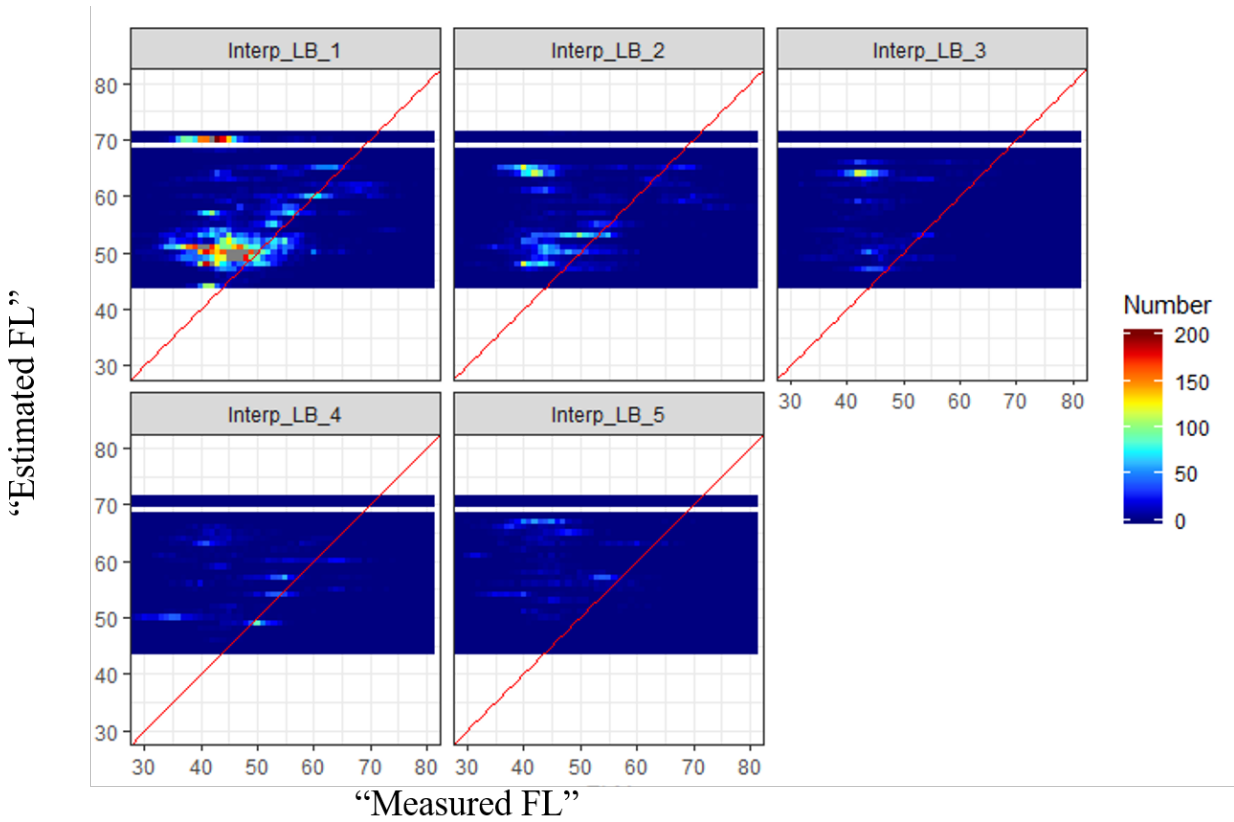 Interp_LB_1 Interp_LB_2 Interp_LB_3
80
70
60
50
40
30
30 40 50 60 70 80
Interp_LB_4 Interp_LB_5
80
70
60
50
40
30
30 40 50 60 70 80 30 40 50 60 70 80
“Estimated FL”
“Measured FL”
Number
200
150
100
50
0